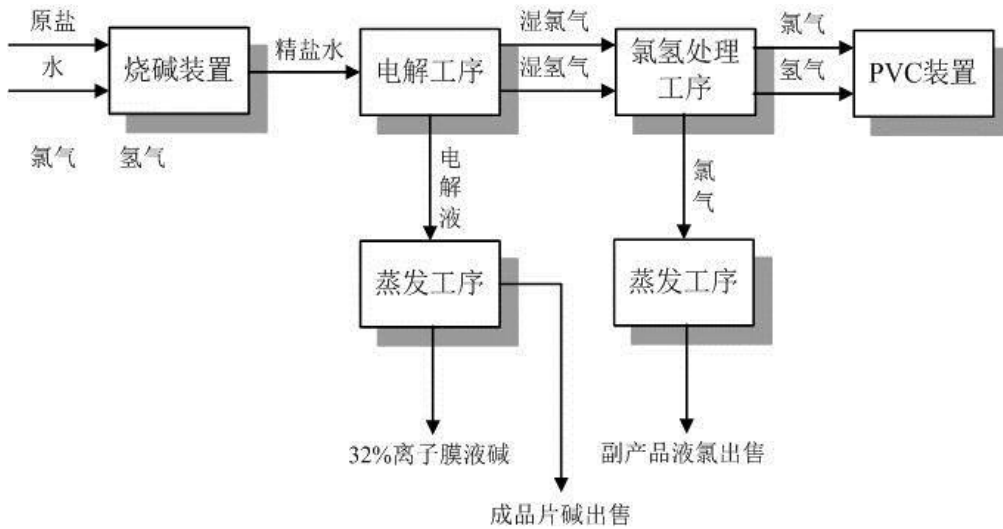 原盐
水
烧碱装置
精盐水
电解工序
湿氯气
湿氢气
氯氢处理
工序
氯气
氢气
PVC装置
氯气 氢气
电
解
液
氯
气
蒸发工序
蒸发工序
32%离子膜液碱
副产品液氯出售
成品片碱出售